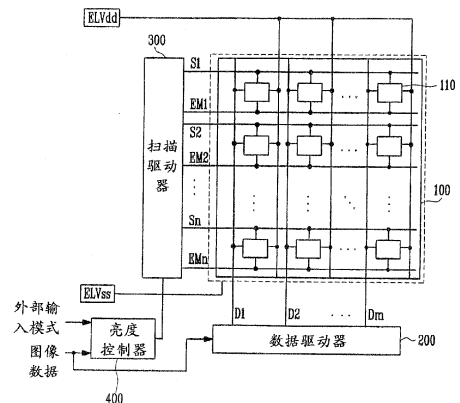 ELVdd
300
S1
110
EM1
S2
扫描
驱动
器
EM2
100
Sn
EMn
ELVss
外部输
入模式
亮度
控制器
图像
数据
400
D1 D2 ... Dm
数据驱动器
200